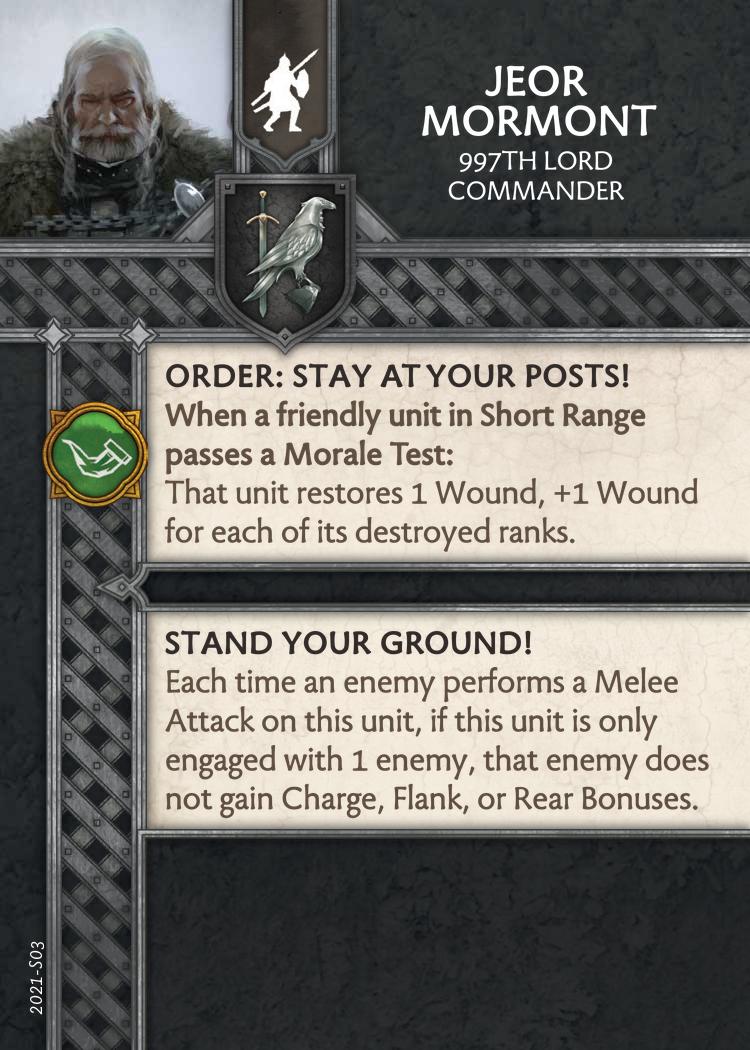 JEOR
MORMONT
997TH LORD
COMMANDER
ORDER: STAY AT YOUR POSTS!
When a friendly unit in Short Range
passes a Morale Test:
That unit restores 1 Wound, +1 Wound
for each of its destroyed ranks.
STAND YOUR GROUND!
Each time an enemy performs a Melee
Attack on this unit, if this unit is only
engaged with 1 enemy, that enemy does
not gain Charge, Flank, or Rear Bonuses.
2021-S03